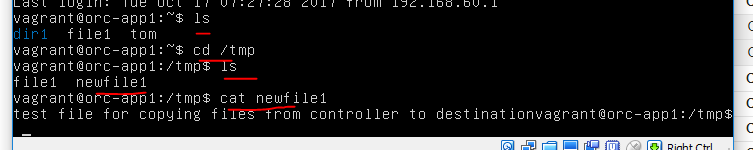 Last login: Tue Oct 17 07:27:28 2017 from 192.168.60.1
vagrant@orc-app1:~$ ls
dir1  file1  tom
vagrant@orc-app1:~$ cd /tmp
vagrant@orc-app1:/tmp$ ls
file1  newfile1
vagrant@orc-app1:/tmp$ cat newfile1
test file for copying files from controller to destinationvagrant@orc-app1:/tmp$
Right Ctrl